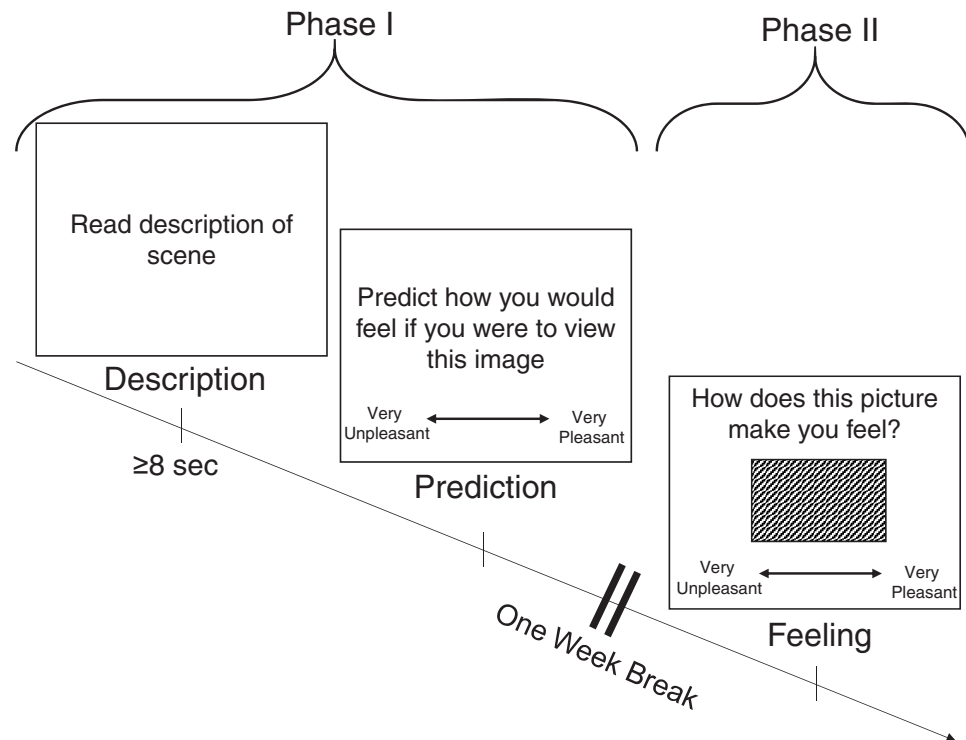 Phase I
Phase II
Read description of
scene
Description
≥8 sec
Predict how you would
feel if you were to view
this image
Very
Unpleasant
Very
Pleasant
Prediction
One Week Break
How does this picture
make you feel?
Very
Unpleasant
Very
Pleasant
Feeling